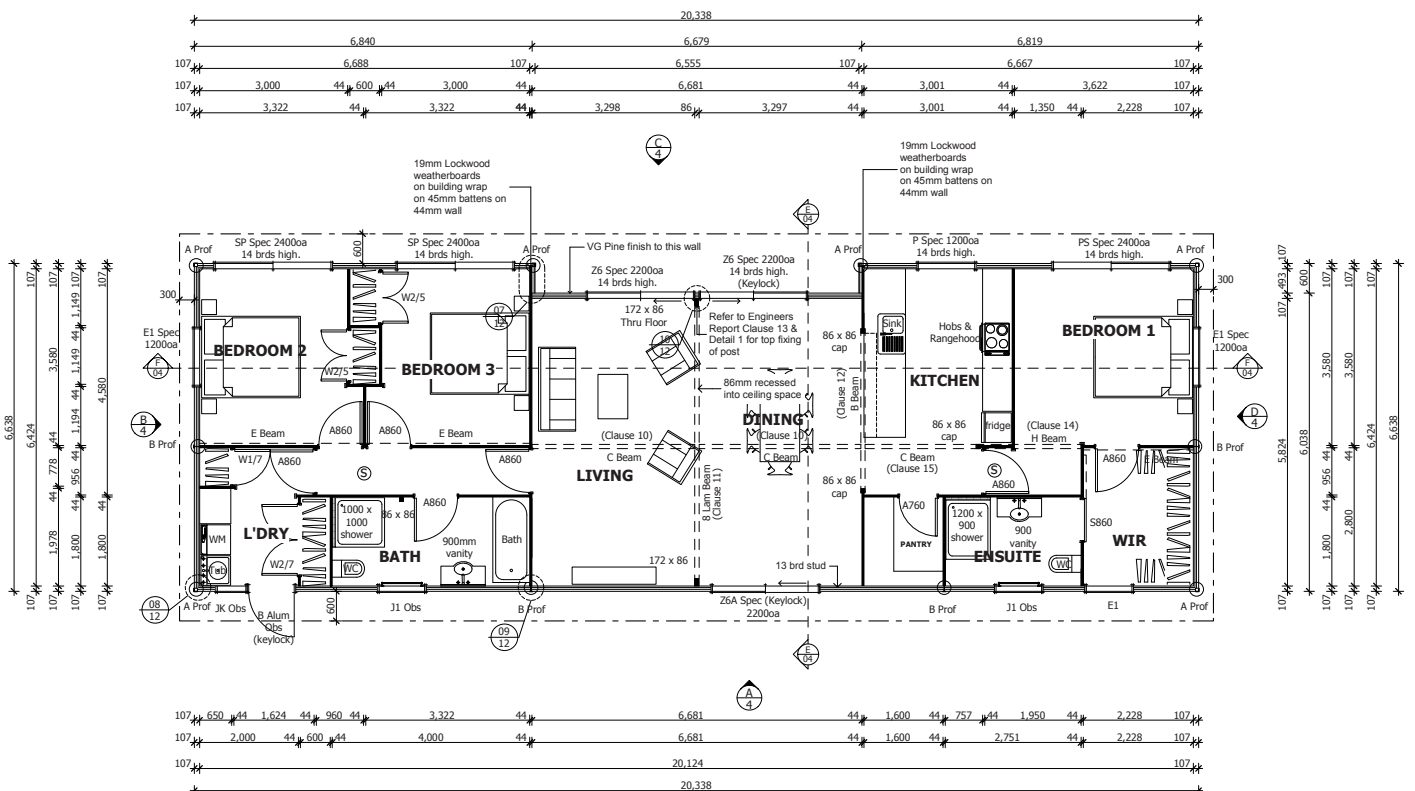 20,338
6,840 6,679 6,819
107 6,688 107 6,555 107 6,667 107
107 3,000 44 600 44 3,000 44 6,681 44 3,001 44 3,622 107
107 3,322 44 3,322 44 3,298 86 3,297 44 3,001 44 1,350 44 2,228 107
C
4
19mm Lockwood
weatherboards
on building wrap
on 45mm battens on
44mm wall
19mm Lockwood
weatherboards
on building wrap
on 45mm battens on
44mm wall
E
04
A Prof
SP Spec 2400oa
14 brds high.
600
SP Spec 2400oa
14 brds high.
A Prof
VG Pine finish to this wall
Z6 Spec 2200oa
14 brds high.
Z6 Spec 2200oa
14 brds high.
(Keylock)
A Prof
P Spec 1200oa
14 brds high.
PS Spec 2400oa
14 brds high.
A Prof
300
300
E1 Spec
1200oa
F
04
B
4
B Prof
W2/5
W2/5
BEDROOM 2
BEDROOM 3
07
12
172 x 86
Thru Floor
10
12
Refer to Engineers
Report Clause 13 &
Detail 1 for top fixing
of post
86mm recessed
into ceiling space
86 x 86
cap
(Clause 12)
B Beam
Sink
Hobs &
Rangehood
KITCHEN
BEDROOM 1
E1 Spec
1200oa
F
04
D
4
B Prof
DINING
LIVING
E Beam
A860
A860
E Beam
(Clause 10)
C Beam
(Clause 10)
C Beam
86 x 86
cap
fridge
(Clause 14)
H Beam
C Beam
(Clause 15)
E Beam
A860
W1/7
A860
S
A860
8 Lam Beam
(Clause 11)
86 x 86
cap
S
A860
L'DRY
WM
Tub
W2/7
1000 x
1000
shower
86 x 86
A860
BATH
WC
900mm
vanity
Bath
172 x 86
13 brd stud
A760
PANTRY
1200 x
900
shower
900
vanity
ENSUITE
WC
S860
WIR
08
12
A Prof
JK Obs
B Alum
Obs
(keylock)
600
J1 Obs
B Prof
09
12
Z6A Spec (Keylock)
2200oa
B Prof
J1 Obs
E1
A Prof
E
04
A
4
6,638
107 6,424 107
107 3,580 44 778 44 1,978 107
107 1,149 44 1,149 44 1,194 44 956 44 1,800 107
107 4,580 44 1,800 107
107 493 107 5,824 107
600 6,038
107 3,580 44 956 44 1,800 107
107 3,580 44 2,800 107
107 6,424 107
6,638
107 650 44 1,624 44 960 44 3,322 44 6,681 44 1,600 44 757 44 1,950 44 2,228 107
107 2,000 44 600 44 4,000 44 6,681 44 1,600 44 2,751 44 2,228 107
107 20,124 107
20,338